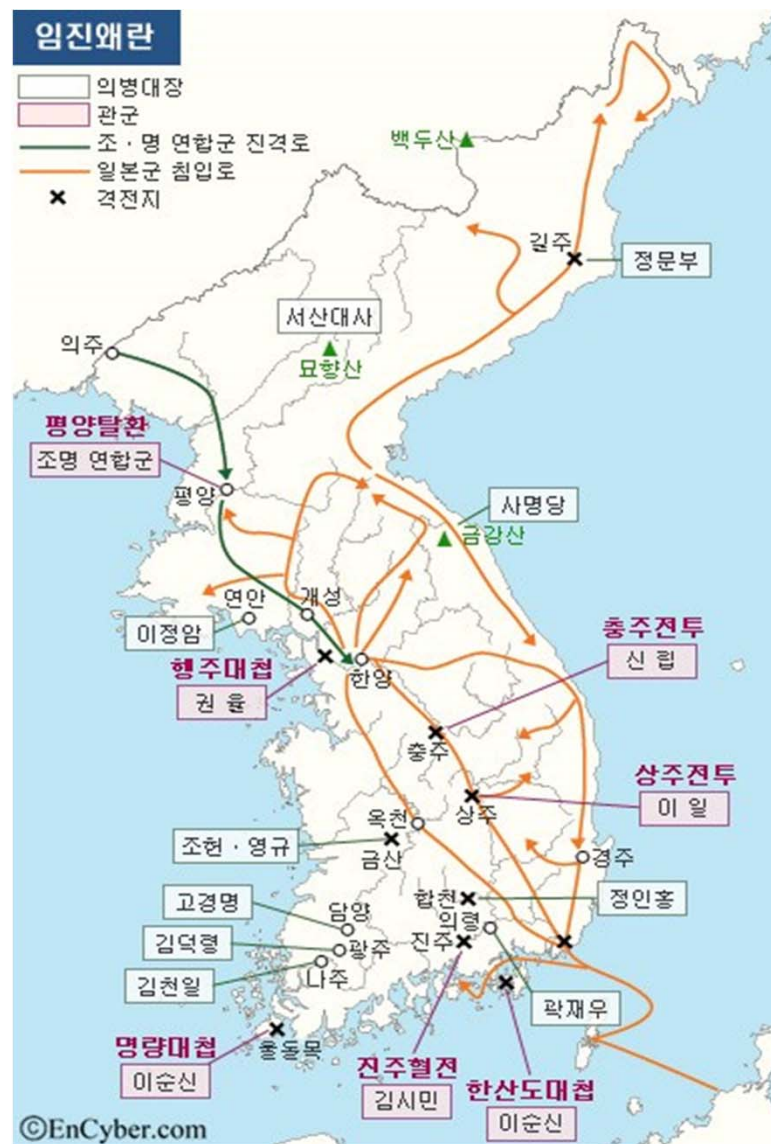 임진왜란
의병대장
관군
조 · 명 연합군 진격로
일본군 침입로
격전지
백두산
길주
정문부
서산대사
묘향산
의주
평양탈환
조명 연합군
평양
사명당
금강산
연안
개성
이정암
행주대첩
권 율
한양
충주전투
신 립
충주
상주전투
이 일
상주
옥천
조헌 · 영규
금산
경주
합천
정인홍
고경명
담양
의령
김덕령
광주
진주
김천일
나주
곽재우
명량대첩
이순신
울돌목
진주혈전
김시민
한산도대첩
이순신
©EnCyber.com